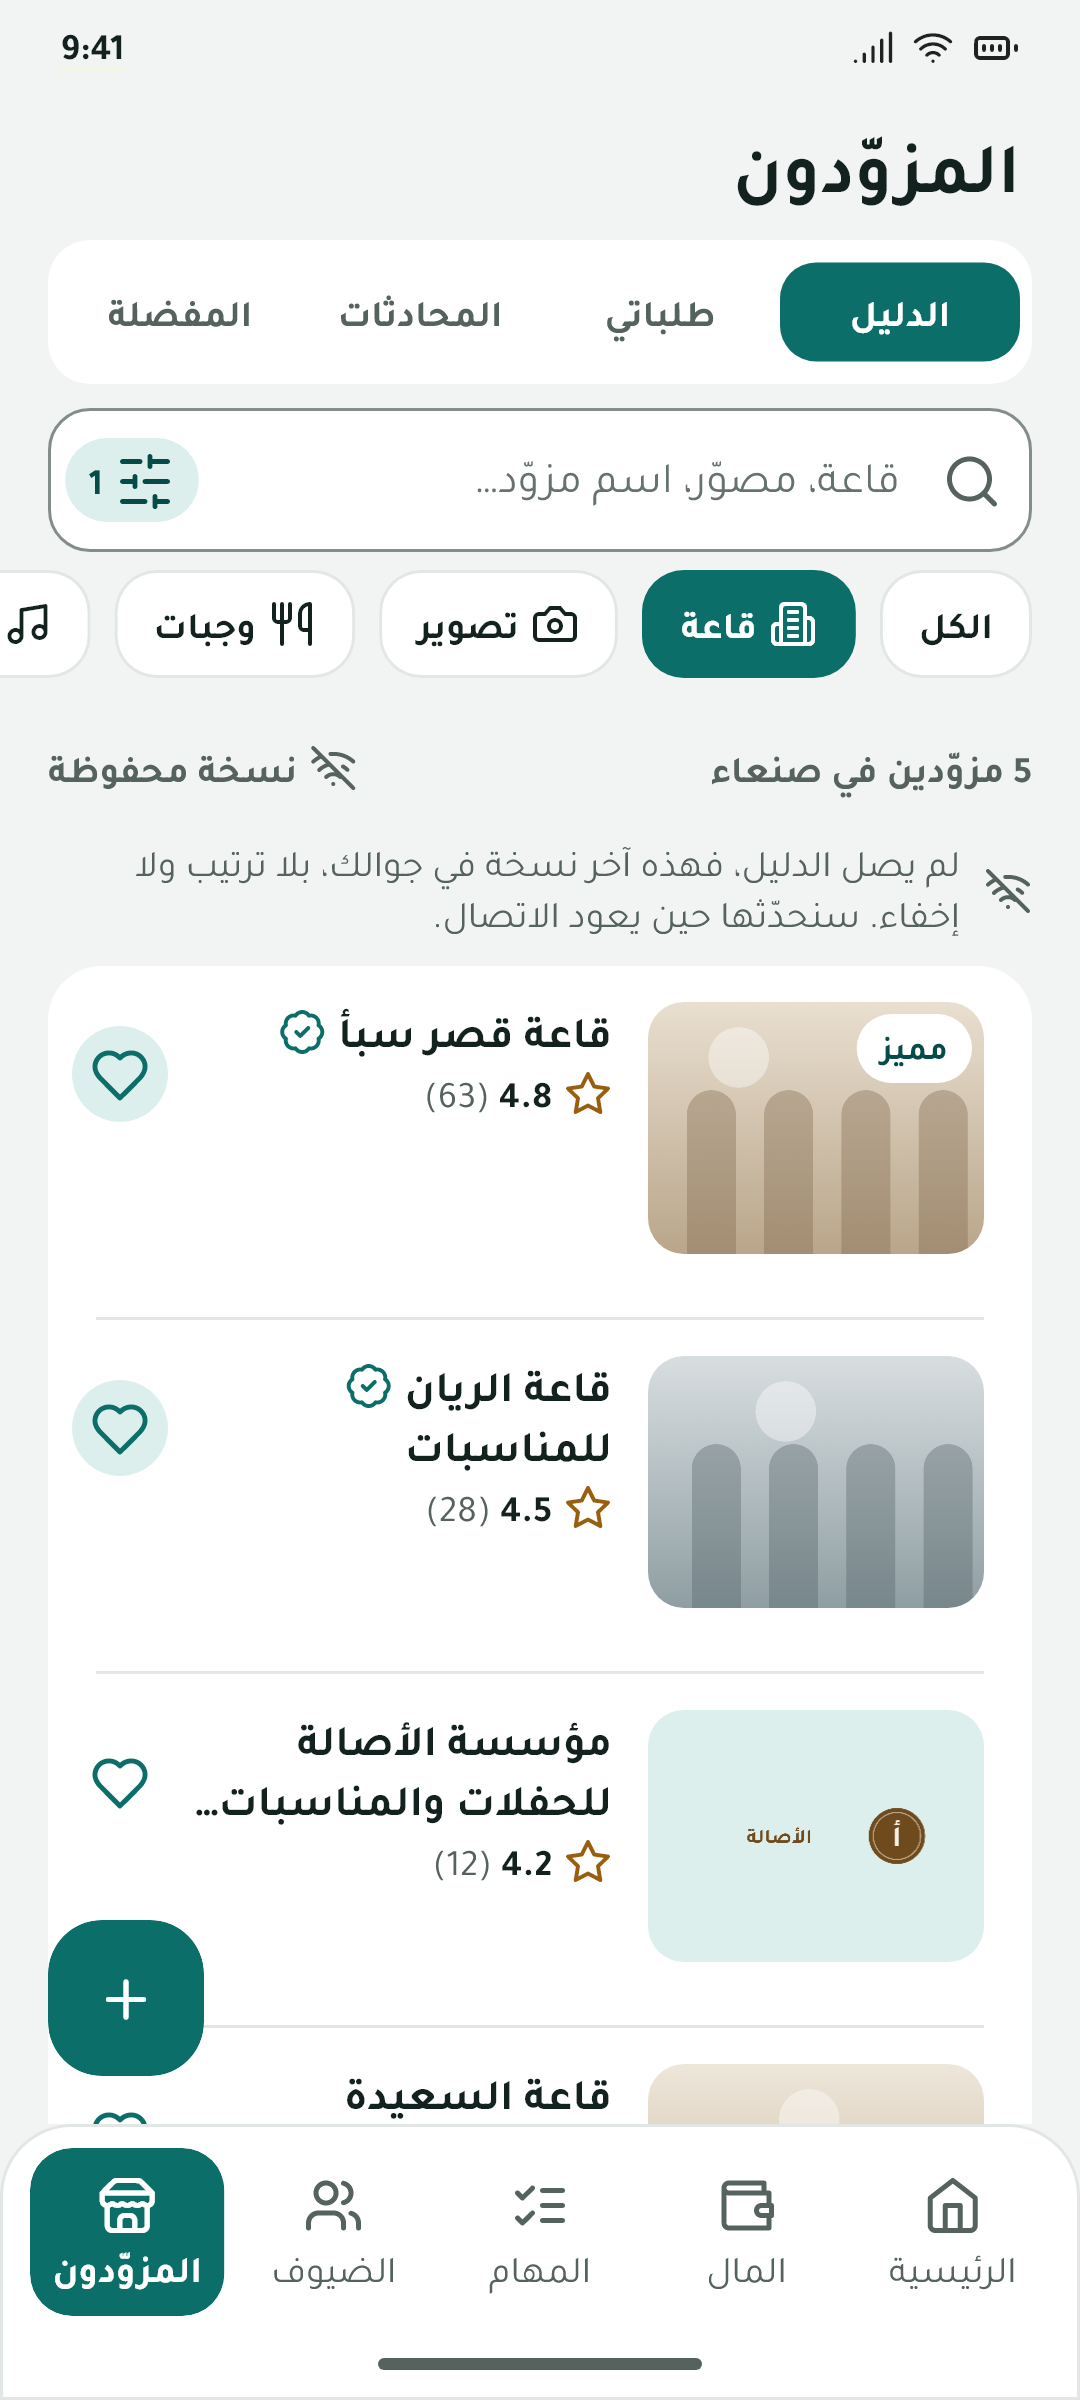 9:41
المزوّدون
الدليل
طلباتي
المحادثات
المفضلة
قاعة، مصوّر، اسم مزوّد...
1
الكل
قاعة
تصوير
وجبات
5 مزوّدين في صنعاء
نسخة محفوظة
لم يصل الدليل، فهذه آخر نسخة في جوالك، بلا ترتيب ولا
إخفاء. سنحدّثها حين يعود الاتصال.
مميز
قاعة قصر سبأ
4.8 (63)
قاعة الريان
للمناسبات
4.5 (28)
أ
الأصالة
مؤسسة الأصالة
للحفلات والمناسبات...
4.2 (12)
قاعة السعيدة
الرئيسية
المال
المهام
الضيوف
المزوّدون